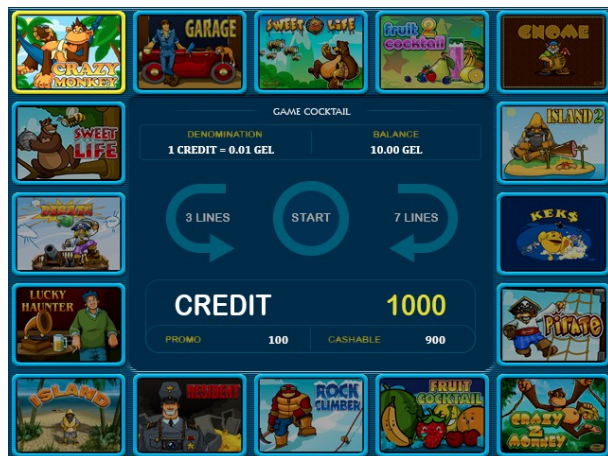 CRAZY
MONKEY
GARAGE
SWEET LIFE
2
fruit 2
cocktail
GNOME
SWEET
LIFE
GAME COCKTAIL
DENOMINATION
BALANCE
1 CREDIT = 0.01 GEL
10.00 GEL
ISLAND 2
3 LINES
START
7 LINES
KEK$
LUCKY
HAUNTER
CREDIT
1000
PROMO
100
CASHABLE
900
PIRATE
ISLAND
RESIDENT
ROCK
CLIMBER
FRUIT
COCKTAIL
CRAZY
2
MONKEY